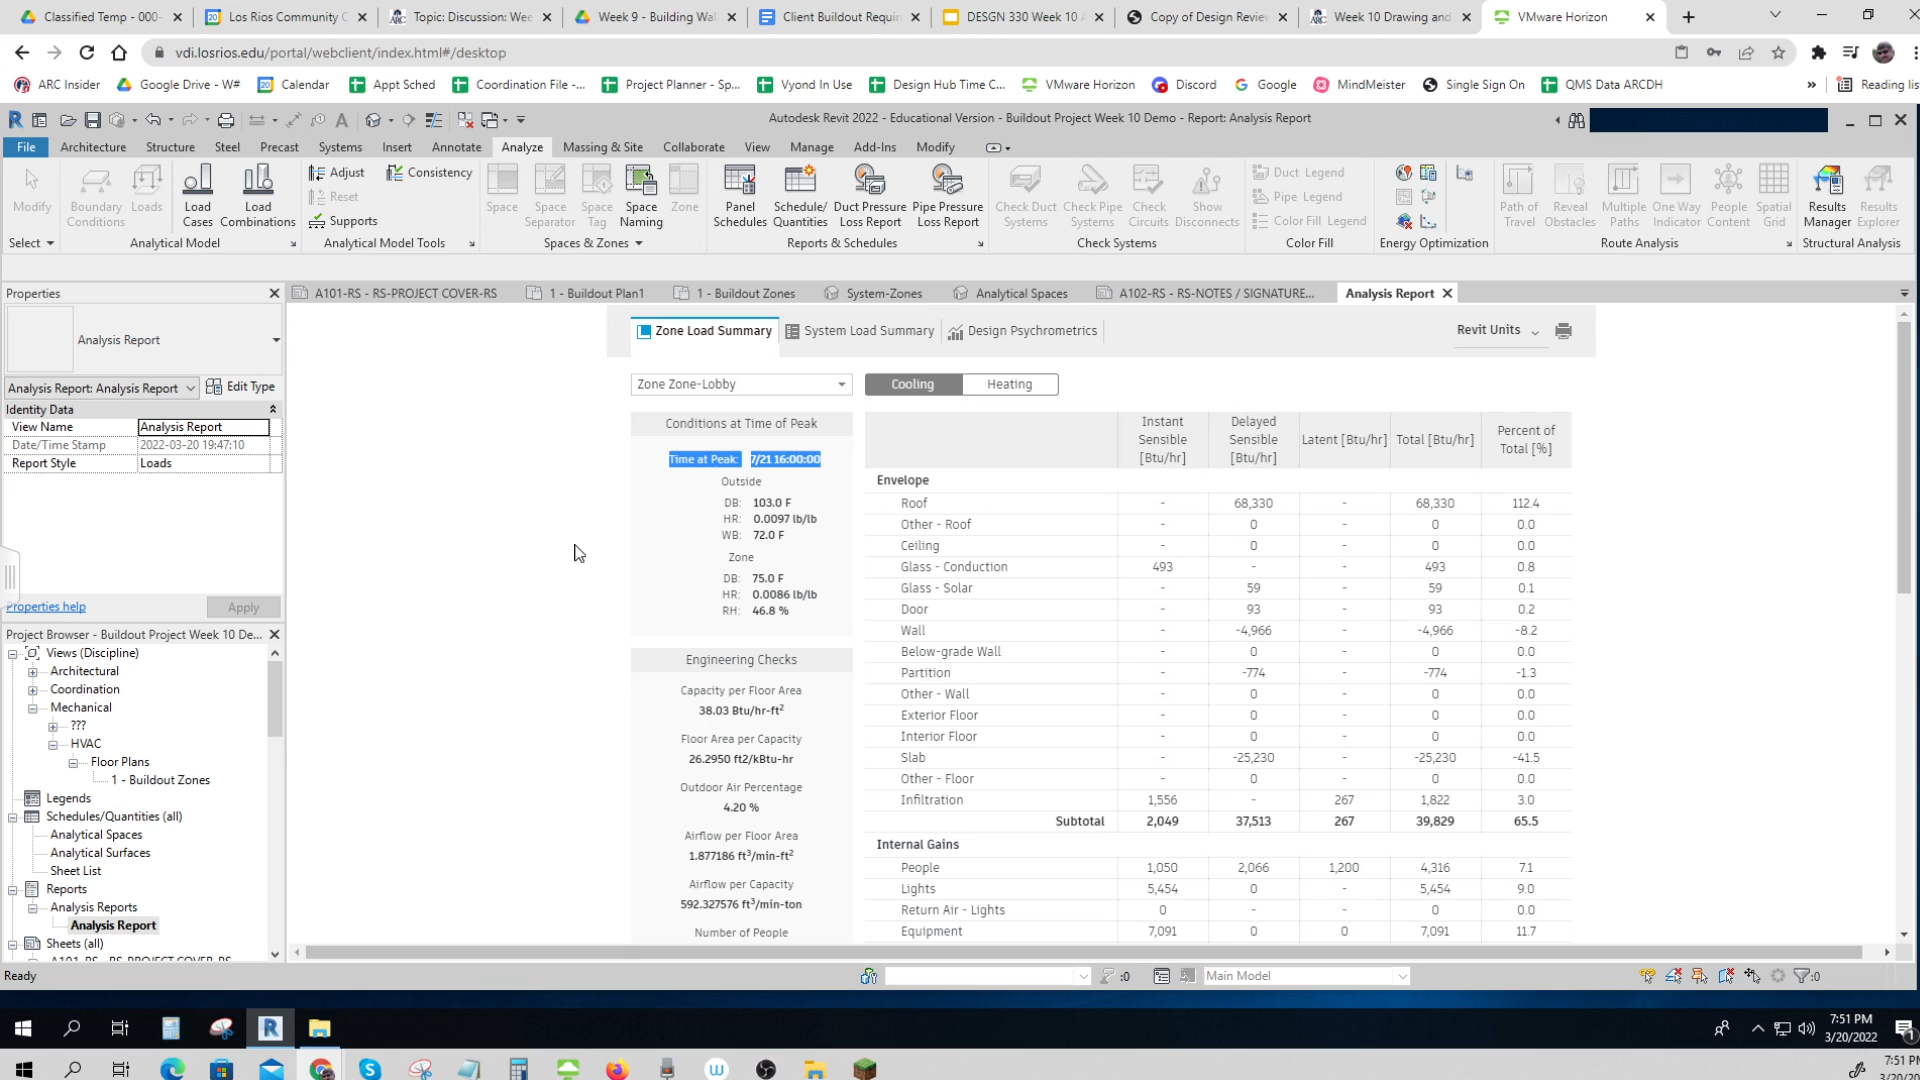 Classified Temp - 000- Los Rios Community C Topic: Discussion: Wee Week 9 - Building Wal Client Buildout Requir DESGN 330 Week 10 Copy of Design Revie Week 10 Drawing and VMware Horizon
vdi.losrios.edu/portal/webclient/index.html#/desktop
ARC Insider Google Drive - W# Calendar Appt Sched Coordination File -... Project Planner - Sp... Vyond In Use Design Hub Time C... VMware Horizon Discord Google MindMeister Single Sign On QMS Data ARCDH » Reading lis
Autodesk Revit 2022 - Educational Version - Buildout Project Week 10 Demo - Report: Analysis Report
File Architecture Structure Steel Precast Systems Insert Annotate Analyze Massing & Site Collaborate View Manage Add-Ins Modify
Modify Boundary Conditions Loads Load Cases Load Combinations Adjust Reset Supports Consistency Space Space Separator Space Tag Space Naming Zone Panel Schedules Schedule/ Quantities Duct Pressure Loss Report Pipe Pressure Loss Report Check Duct Systems Check Pipe Systems Check Circuits Show Disconnects Duct Legend Pipe Legend Color Fill Legend Path of Travel Reveal Obstacles Multiple Paths One Way Indicator People Content Spatial Grid Results Manager Results Explorer
Select Analytical Model Analytical Model Tools Spaces & Zones Reports & Schedules Check Systems Color Fill Energy Optimization Route Analysis Structural Analysis
Properties
A101-RS - RS-PROJECT COVER-RS 1 - Buildout Plan1 1 - Buildout Zones System-Zones Analytical Spaces A102-RS - RS-NOTES / SIGNATURE... Analysis Report
Analysis Report
Analysis Report: Analysis Report Edit Type
Identity Data
View Name Analysis Report
Date/Time Stamp 2022-03-20 19:47:10
Report Style Loads
Properties help Apply
Project Browser - Buildout Project Week 10 De...
Views (Discipline)
Architectural
Coordination
Mechanical
???
HVAC
Floor Plans
1 - Buildout Zones
Legends
Schedules/Quantities (all)
Analytical Spaces
Analytical Surfaces
Sheet List
Reports
Analysis Reports
Analysis Report
Sheets (all)
A101-RS - RS-PROJECT COVER-RS
Zone Load Summary System Load Summary Design Psychrometrics Revit Units
Zone Zone-Lobby Cooling Heating
Conditions at Time of Peak
Time at Peak: 7/21 16:00:00
Outside
DB: 103.0 F
HR: 0.0097 lb/lb
WB: 72.0 F
Zone
DB: 75.0 F
HR: 0.0086 lb/lb
RH: 46.8 %
Engineering Checks
Capacity per Floor Area
38.03 Btu/hr-ft²
Floor Area per Capacity
26.2950 ft2/kBtu-hr
Outdoor Air Percentage
4.20 %
Airflow per Floor Area
1.877186 ft³/min-ft²
Airflow per Capacity
592.327576 ft³/min-ton
Number of People
Instant Sensible [Btu/hr] Delayed Sensible [Btu/hr] Latent [Btu/hr] Total [Btu/hr] Percent of Total [%]
Envelope
Roof - 68,330 - 68,330 112.4
Other - Roof - 0 - 0 0.0
Ceiling - 0 - 0 0.0
Glass - Conduction 493 - - 493 0.8
Glass - Solar - 59 - 59 0.1
Door - 93 - 93 0.2
Wall - -4,966 - -4,966 -8.2
Below-grade Wall - 0 - 0 0.0
Partition - -774 - -774 -1.3
Other - Wall - 0 - 0 0.0
Exterior Floor - 0 - 0 0.0
Interior Floor - 0 - 0 0.0
Slab - -25,230 - -25,230 -41.5
Other - Floor - 0 - 0 0.0
Infiltration 1,556 - 267 1,822 3.0
Subtotal 2,049 37,513 267 39,829 65.5
Internal Gains
People 1,050 2,066 1,200 4,316 7.1
Lights 5,454 0 - 5,454 9.0
Return Air - Lights 0 - - 0 0.0
Equipment 7,091 0 0 7,091 11.7
Ready :0 Main Model :0
7:51 PM
3/20/2022
1
7:51 PM
3/20/20